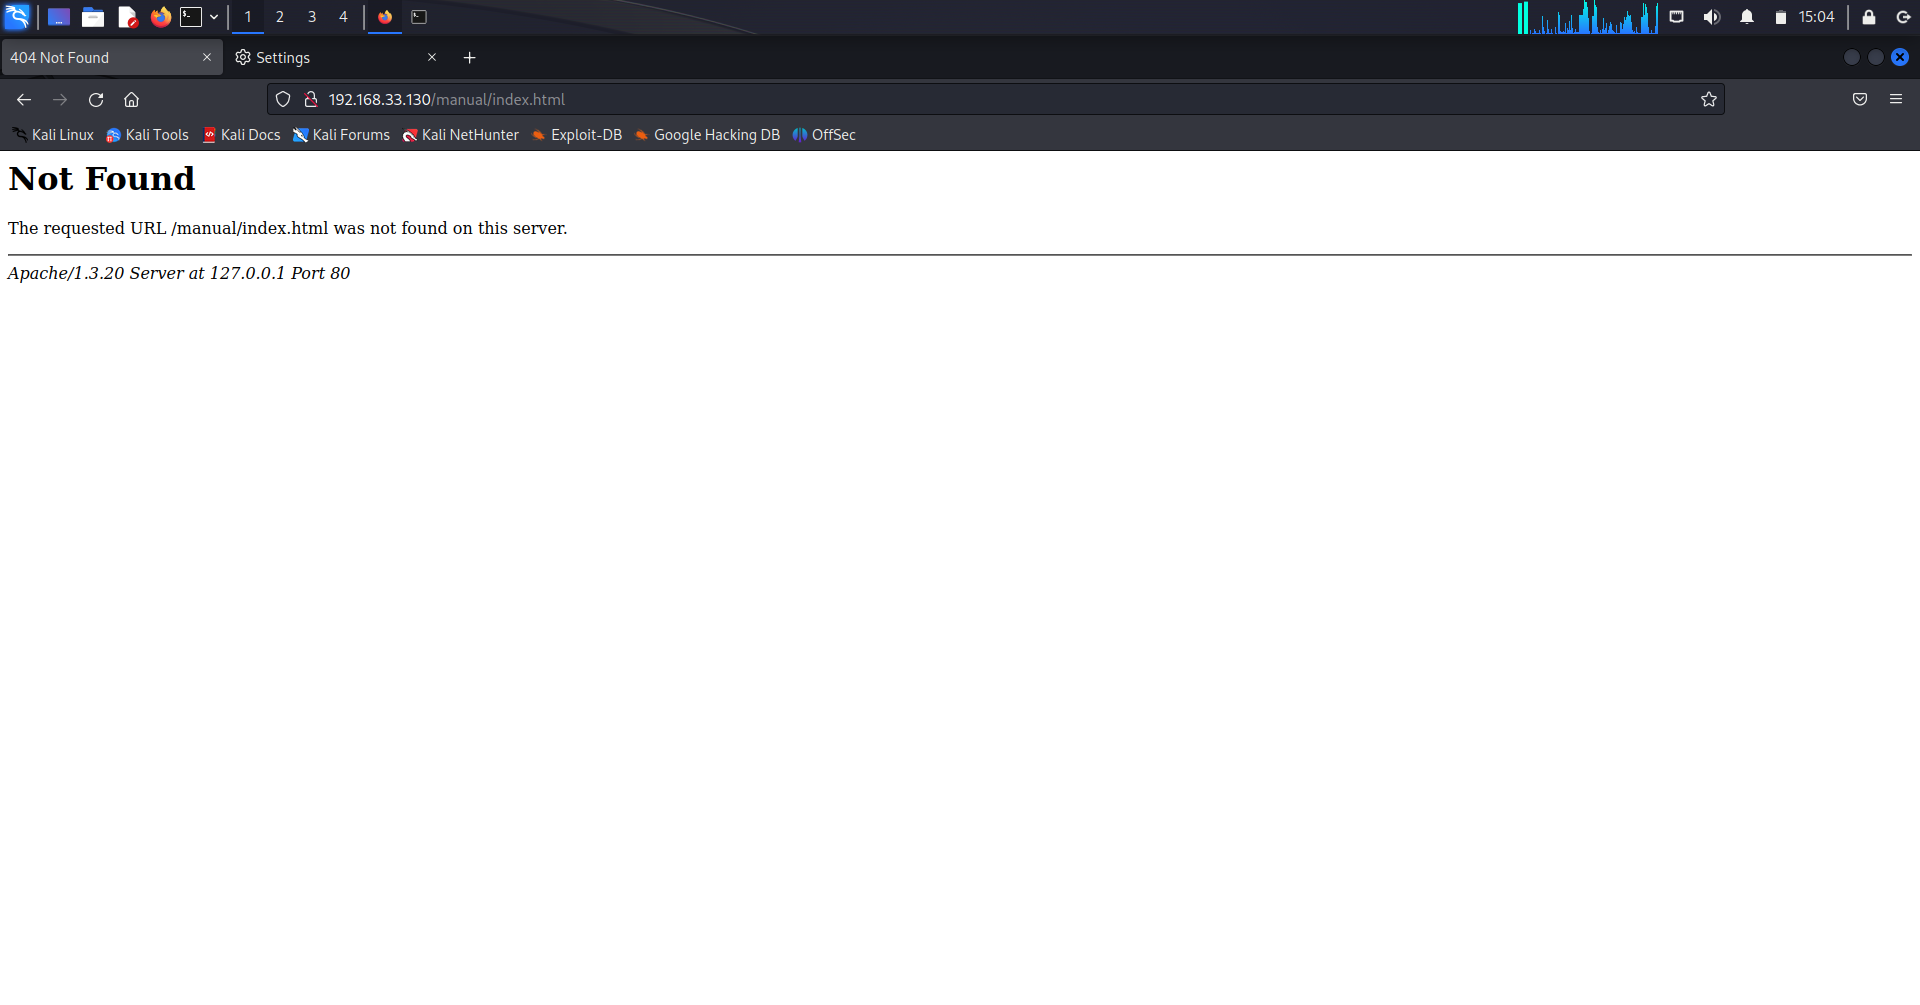 1 2 3 4 15:04
404 Not Found Settings
192.168.33.130/manual/index.html
Kali Linux Kali Tools Kali Docs Kali Forums Kali NetHunter Exploit-DB Google Hacking DB OffSec
Not Found
The requested URL /manual/index.html was not found on this server.
Apache/1.3.20 Server at 127.0.0.1 Port 80